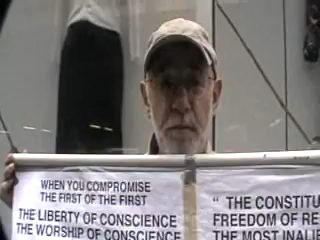 WHEN YOU COMPROMISE
THE FIRST OF THE FIRST
THE LIBERTY OF CONSCIENCE
THE WORSHIP OF CONSCIENCE
" THE CONSTITU
FREEDOM OF RE
THE MOST INALIE